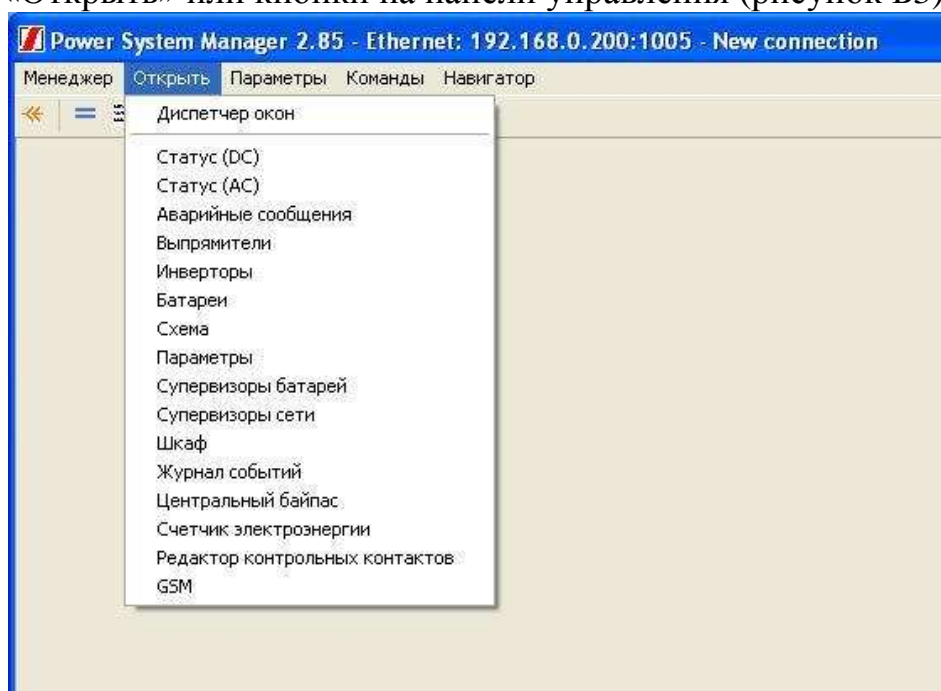 «Открыть» или кнопки на панели управления (рисунок В3)
Power System Manager 2.85 - Ethernet: 192.168.0.200:1005 - New connection
Менеджер Открыть Параметры Команды Навигатор
Диспетчер окон
Статус (DC)
Статус (AC)
Аварийные сообщения
Выпрямители
Инверторы
Батареи
Схема
Параметры
Супервизоры батарей
Супервизоры сети
Шкаф
Журнал событий
Центральный байпас
Счетчик электроэнергии
Редактор контрольных контактов
GSM